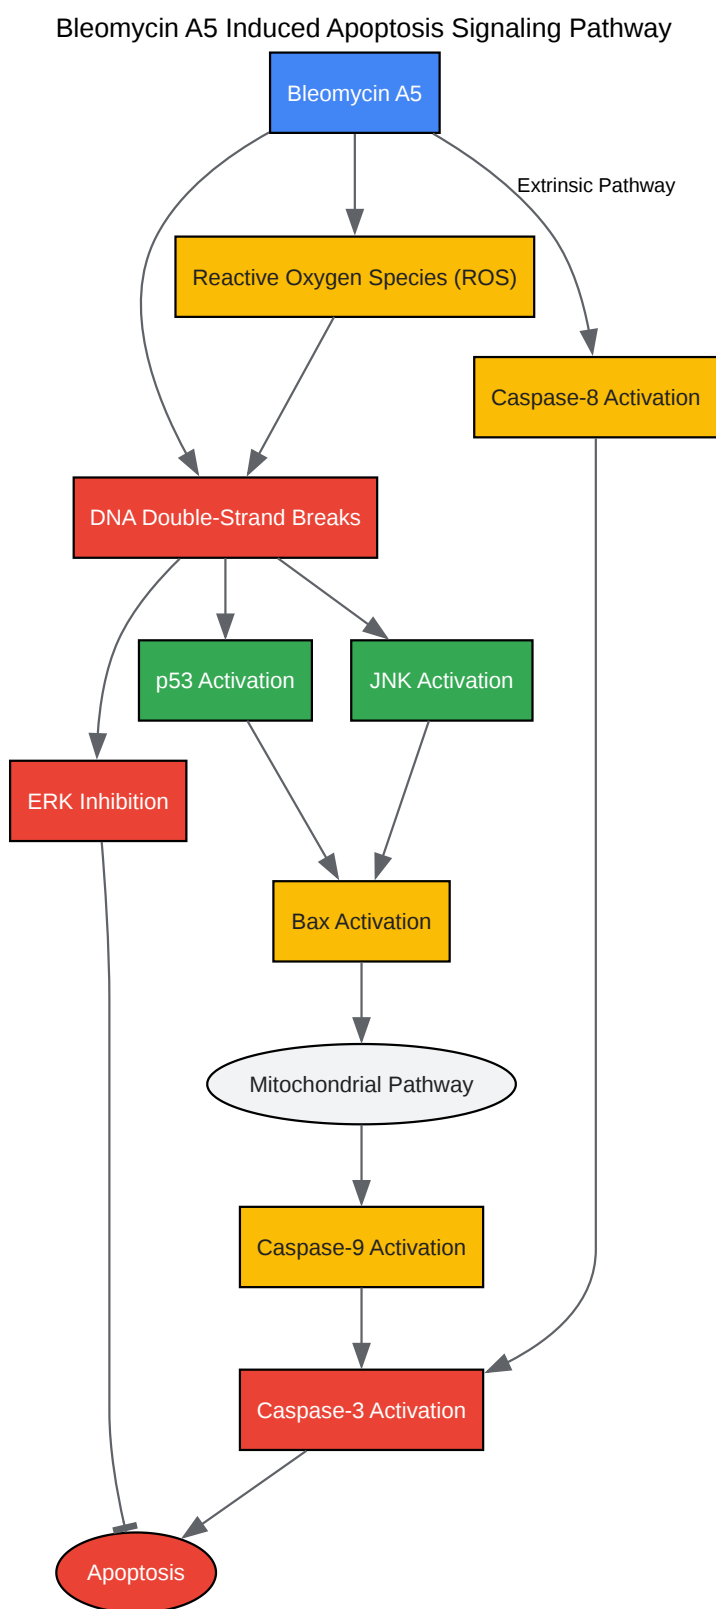 Bleomycin A5 Induced Apoptosis Signaling Pathway
Bleomycin A5
Extrinsic Pathway
Reactive Oxygen Species (ROS)
Caspase-8 Activation
DNA Double-Strand Breaks
p53 Activation
JNK Activation
ERK Inhibition
Bax Activation
Mitochondrial Pathway
Caspase-9 Activation
Caspase-3 Activation
Apoptosis